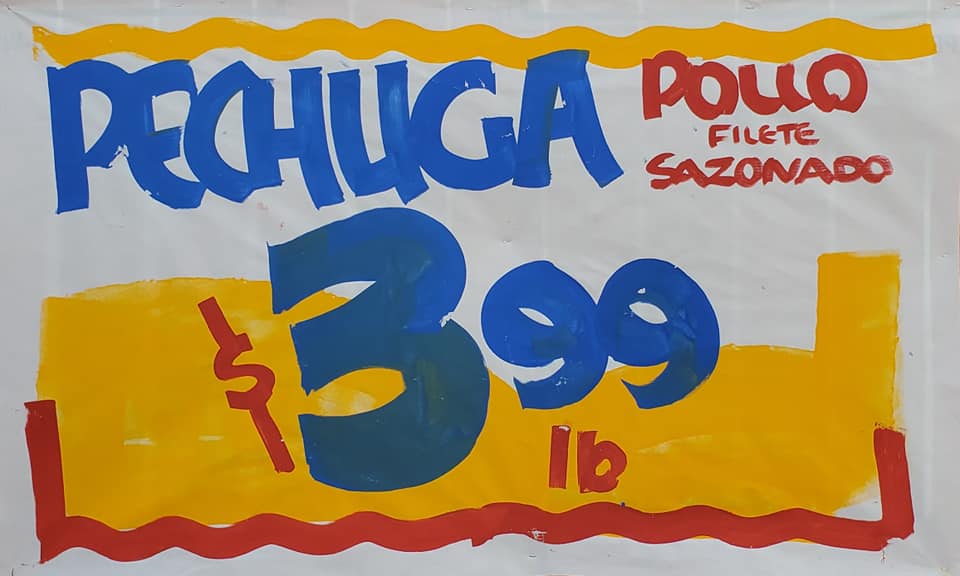 PECHUGA
POLLO
FILETE
SAZONADO
$3.99
lb